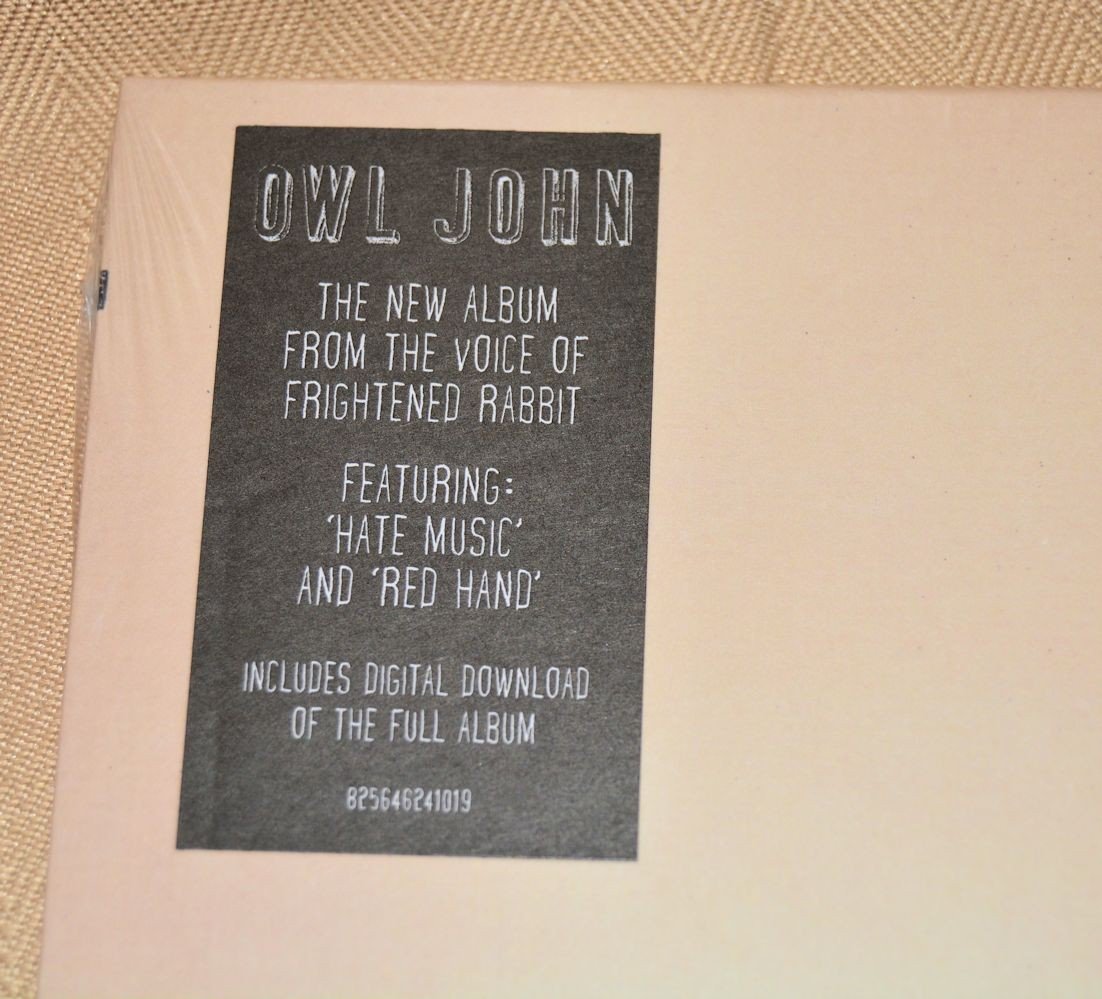 OWL JOHN
THE NEW ALBUM
FROM THE VOICE OF
FRIGHTENED RABBIT
FEATURING:
'HATE MUSIC'
AND 'RED HAND'
INCLUDES DIGITAL DOWNLOAD
OF THE FULL ALBUM
825646241019